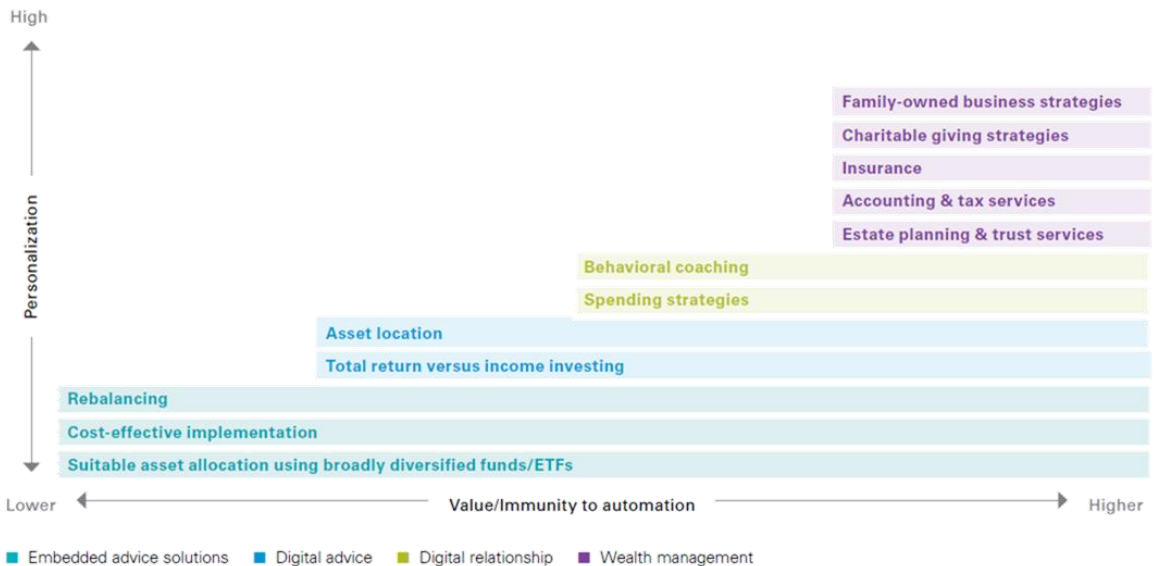 High
Family-owned business strategies
Charitable giving strategies
Insurance
Accounting & tax services
Estate planning & trust services
Personalization
Behavioral coaching
Spending strategies
Asset location
Total return versus income investing
Rebalancing
Cost-effective implementation
Suitable asset allocation using broadly diversified funds/ETFs
Lower Value/Immunity to automation Higher
Embedded advice solutions Digital advice Digital relationship Wealth management